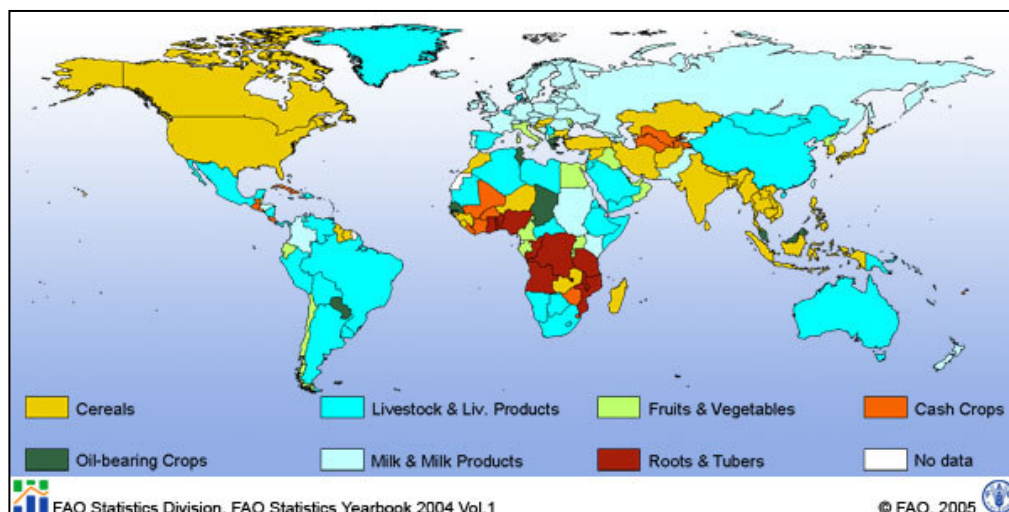 Cereals
Livestock & Liv. Products
Fruits & Vegetables
Cash Crops
Oil-bearing Crops
Milk & Milk Products
Roots & Tubers
No data
FAO Statistics Division, FAO Statistics Yearbook 2004 Vol.1
© FAO, 2005